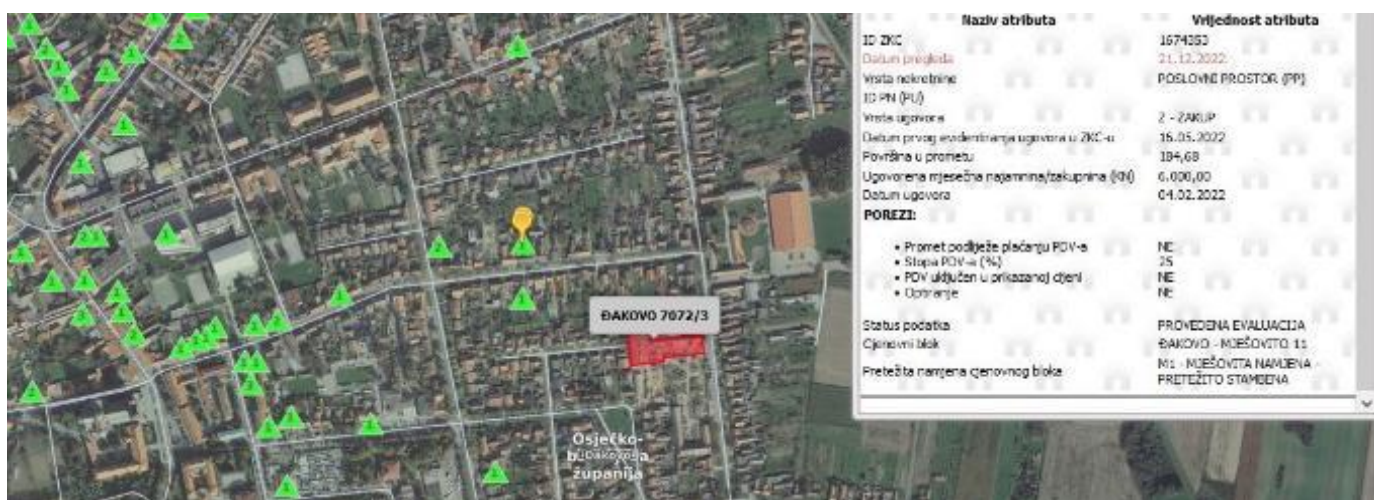 Naziv atributa Vrijednost atributa
ID ZKC 1674353
Datum pregleda 21.12.2022.
Vrsta nekretnine POSLOVNI PROSTOR (PP)
ID PN (PU)
Vrsta ugovora 2 - ZAKUP
Datum prvog evidentiranja ugovora u ZKC-u 16.05.2022
Površina u prometu 184,68
Ugovorena mjesečna najamnina/zakupnina (KN) 6.000,00
Datum ugovora 04.02.2022
POREZI:
• Promet podliježe plaćanju PDV-a NE
• Stopa PDV-a (%) 25
• PDV uključen u prikazanoj cijeni NE
• Optiranje NE
Status podatka PROVEDENA EVALUACIJA
Cjenovni blok ĐAKOVO - MJEŠOVITO 11
Pretežita namjena cjenovnog bloka M1 - MJEŠOVITA NAMJENA - PRETEŽITO STAMBENA
ĐAKOVO 7072/3
Osječko-
županija